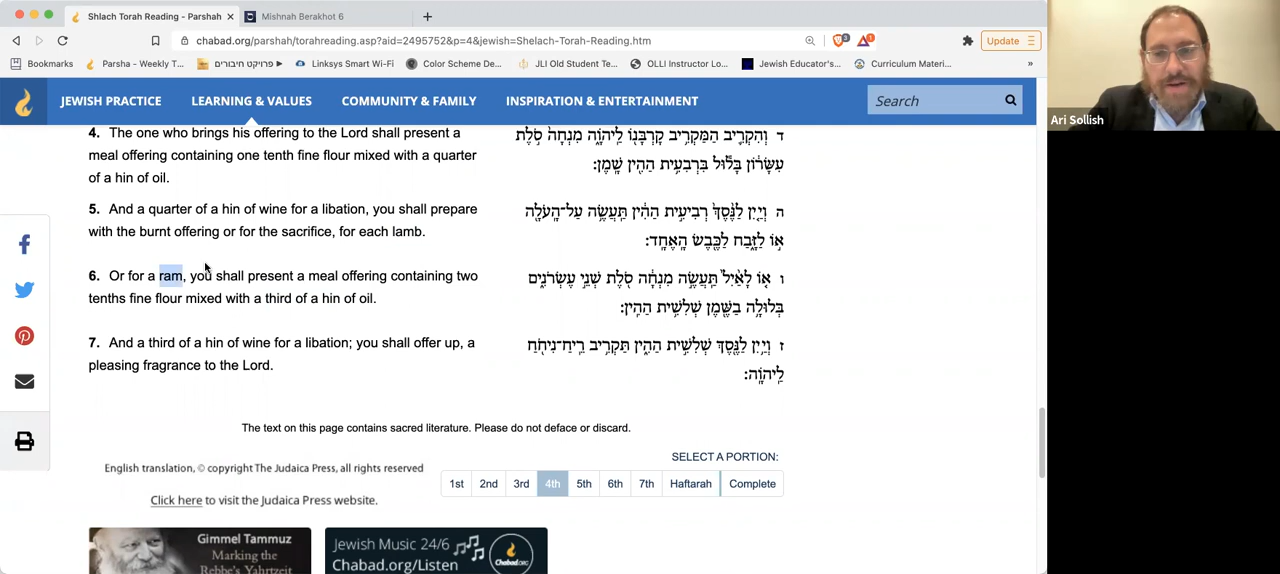 Shlach Torah Reading - Parshah
Mishnah Berakhot 6
chabad.org/parshah/torahreading.asp?aid=2495752&p=4&jewish=Shelach-Torah-Reading.htm
3
1
Update
Bookmarks
Parsha - Weekly T...
פרויקט חיבורים
Linksys Smart Wi-Fi
Color Scheme De...
JLI Old Student Te...
OLLI Instructor Lo...
Jewish Educator's...
Curriculum Materi...
»
JEWISH PRACTICE
LEARNING & VALUES
COMMUNITY & FAMILY
INSPIRATION & ENTERTAINMENT
Search
4. The one who brings his offering to the Lord shall present a
meal offering containing one tenth fine flour mixed with a quarter
of a hin of oil.
ד וְהִקְרִ֛יב הַמַּקְרִ֥יב קָרְבָּנ֖וֹ לַֽיהֹוָ֑ה מִנְחָה֙ סֹ֣לֶת
עִשָּׂר֔וֹן בָּל֕וּל בִּרְבִעִ֥ית הַהִ֖ין שָֽׁמֶן:
5. And a quarter of a hin of wine for a libation, you shall prepare
with the burnt offering or for the sacrifice, for each lamb.
ה וְיַ֤יִן לַנֶּ֨סֶךְ֙ רְבִיעִ֣ית הַהִ֔ין תַּֽעֲשֶׂ֥ה עַל־הָֽעֹלָ֖ה
א֣וֹ לַזָּ֑בַח לַכֶּ֖בֶשׂ הָֽאֶחָֽד:
6. Or for a ram, you shall present a meal offering containing two
tenths fine flour mixed with a third of a hin of oil.
ו א֤וֹ לָאַ֨יִל֙ תַּֽעֲשֶׂ֣ה מִנְחָ֔ה סֹ֖לֶת שְׁנֵ֣י עֶשְׂרֹנִ֑ים
בְּלוּלָ֥ה בַשֶּׁ֖מֶן שְׁלִשִׁ֥ית הַהִֽין:
7. And a third of a hin of wine for a libation; you shall offer up, a
pleasing fragrance to the Lord.
ז וְיַ֥יִן לַנֶּ֖סֶךְ שְׁלִשִׁ֣ית הַהִ֑ין תַּקְרִ֥יב רֵֽיחַ־נִיחֹ֖חַ
לַֽיהֹוָֽה:
The text on this page contains sacred literature. Please do not deface or discard.
SELECT A PORTION:
English translation, © copyright The Judaica Press, all rights reserved
1st 2nd 3rd 4th 5th 6th 7th Haftarah Complete
Click here to visit the Judaica Press website.
Gimmel Tammuz
Marking the
Rebbe's Yahrtzeit
Jewish Music 24/6
Chabad.org/Listen
Chabad.org
Ari Sollish